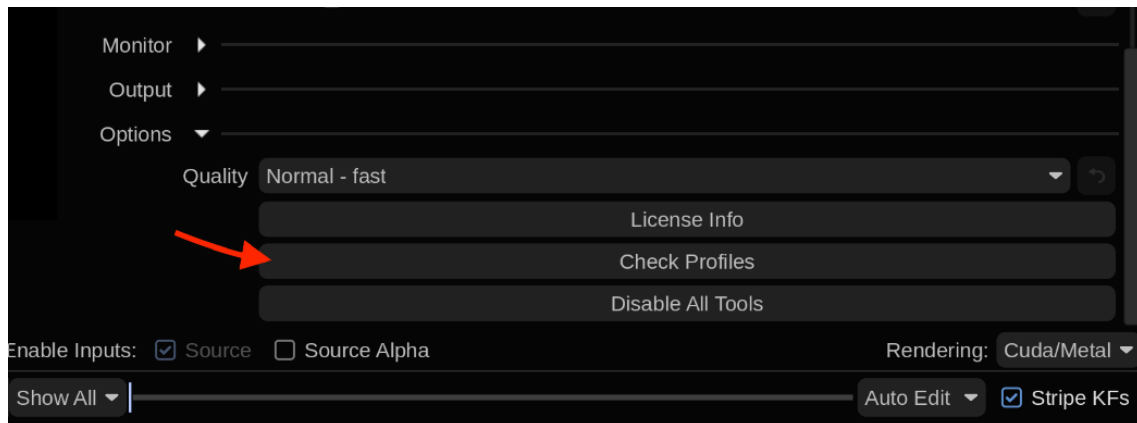 Monitor
Output
Options
Quality Normal - fast
License Info
Check Profiles
Disable All Tools
Enable Inputs: Source Source Alpha Rendering: Cuda/Metal
Show All Auto Edit Stripe KFs